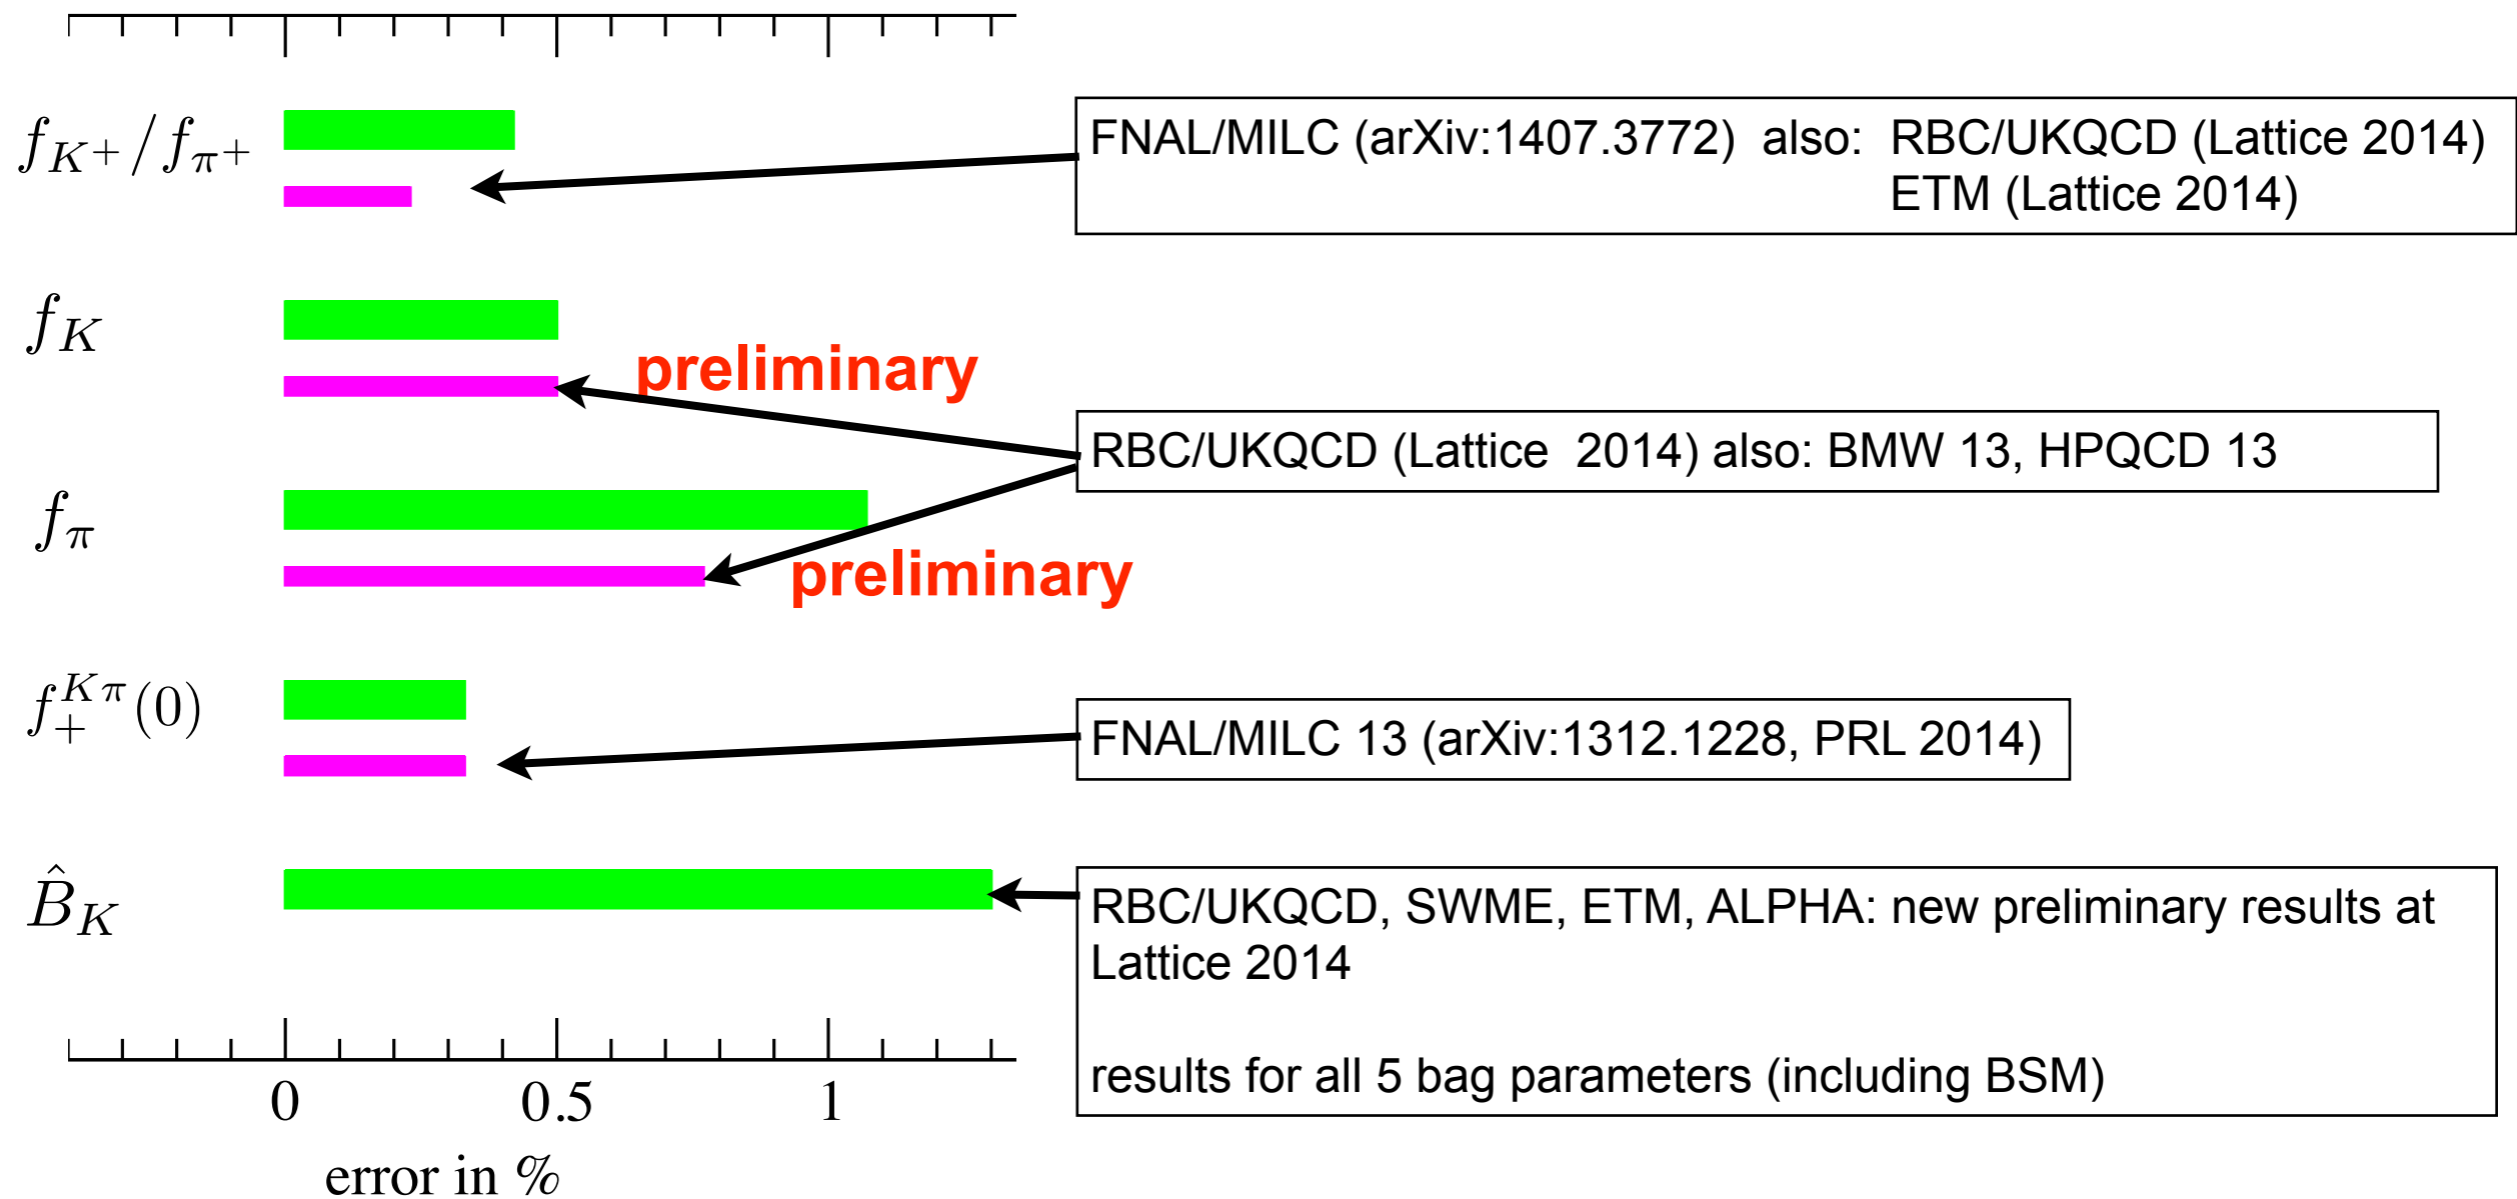 f_{K^+}/f_{π^+}
FNAL/MILC (arXiv:1407.3772) also: RBC/UKQCD (Lattice 2014)
ETM (Lattice 2014)
f_K
preliminary
RBC/UKQCD (Lattice 2014) also: BMW 13, HPQCD 13
f_π
preliminary
f_+^{Kπ}(0)
FNAL/MILC 13 (arXiv:1312.1228, PRL 2014)
B̂_K
RBC/UKQCD, SWME, ETM, ALPHA: new preliminary results at
Lattice 2014
results for all 5 bag parameters (including BSM)
0 0.5 1
error in %